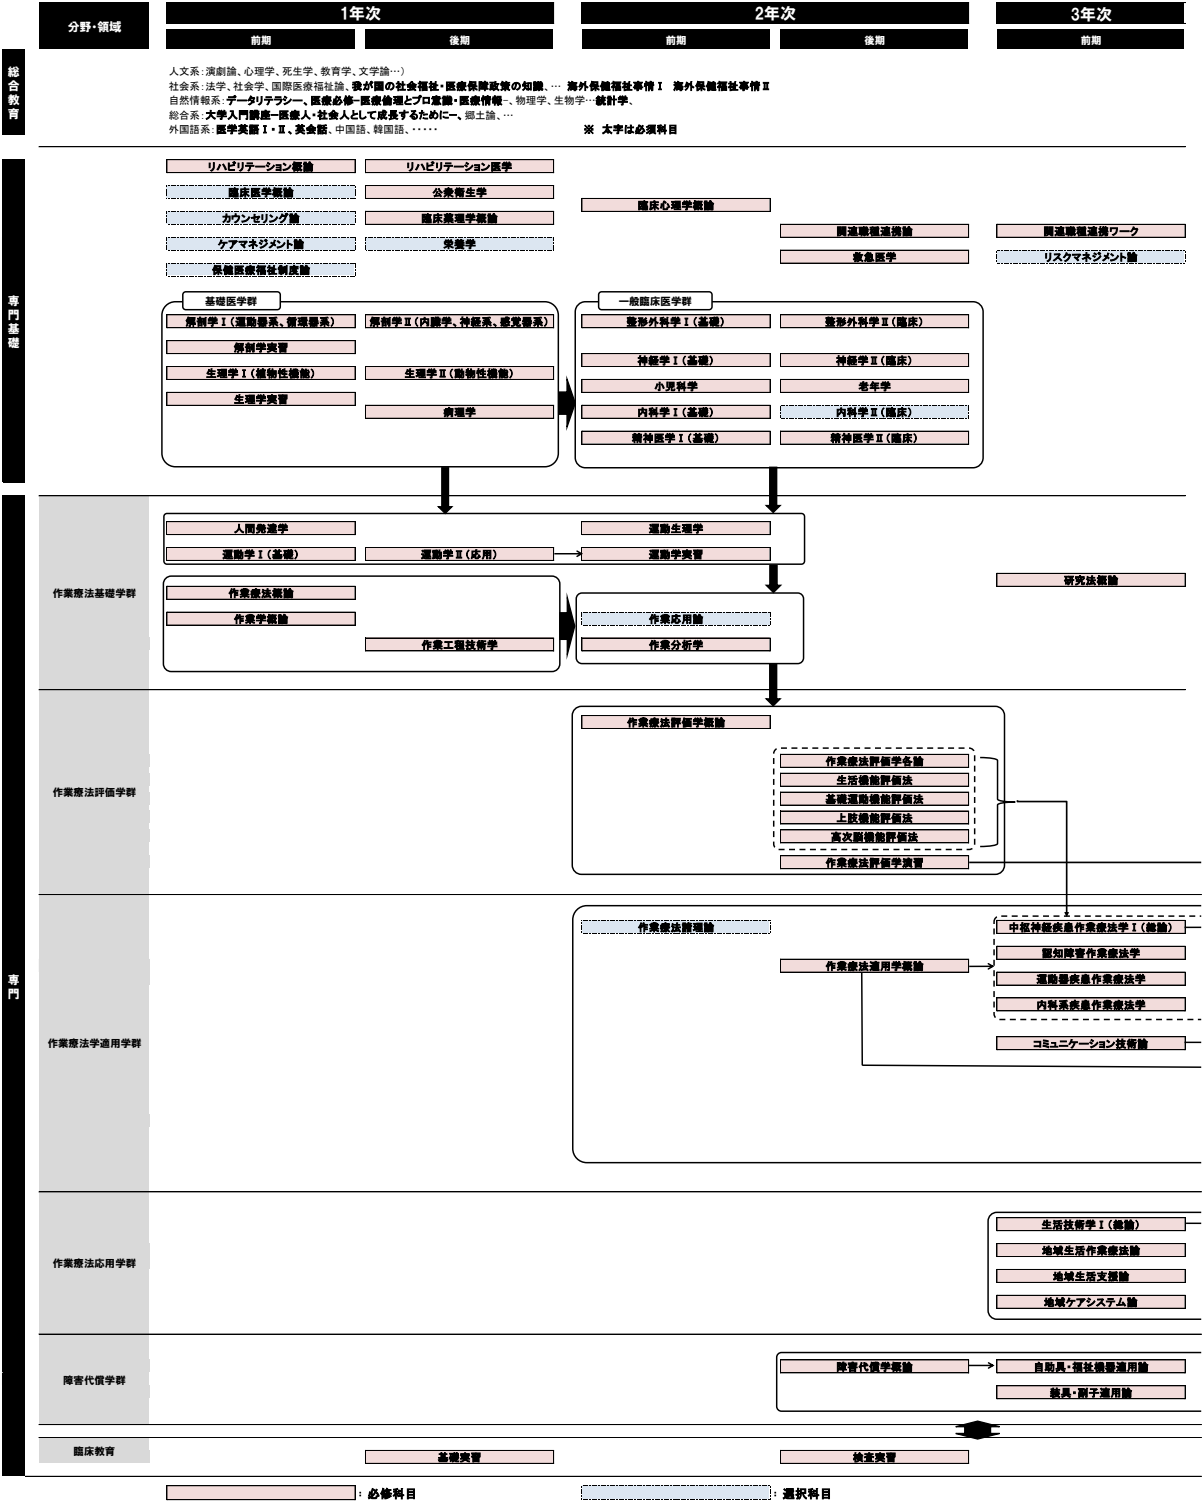 分野・領域
1年次
2年次
3年次
前期
後期
前期
後期
前期
総合教育
人文系：演劇論、心理学、死生学、教育学、文学論…）
社会系：法学、社会学、国際医療福祉論、我が国の社会福祉・医療保障政策の知識、… 海外保健福祉事情Ⅰ 海外保健福祉事情Ⅱ
自然情報系：データリテラシー、医療必修−医療倫理とプロ意識・医療情報−、物理学、生物学…統計学、
総合系：大学入門講座ー医療人・社会人として成長するためにー、郷土論、…
外国語系：医学英語Ⅰ・Ⅱ、英会話、中国語、韓国語、・・・・・
※ 太字は必須科目
専門基礎
リハビリテーション概論
リハビリテーション医学
臨床医学概論
公衆衛生学
臨床心理学概論
カウンセリング論
臨床薬理学概論
関連職種連携論
関連職種連携ワーク
ケアマネジメント論
栄養学
救急医学
リスクマネジメント論
保健医療福祉制度論
基礎医学群
一般臨床医学群
解剖学Ⅰ（運動器系、循環器系）
解剖学Ⅱ（内臓学、神経系、感覚器系）
整形外科学Ⅰ（基礎）
整形外科学Ⅱ（臨床）
解剖学実習
神経学Ⅰ（基礎）
神経学Ⅱ（臨床）
生理学Ⅰ（植物性機能）
生理学Ⅱ（動物性機能）
小児科学
老年学
生理学実習
病理学
内科学Ⅰ（基礎）
内科学Ⅱ（臨床）
精神医学Ⅰ（基礎）
精神医学Ⅱ（臨床）
専門
作業療法基礎学群
人間発達学
運動生理学
運動学Ⅰ（基礎）
運動学Ⅱ（応用）
運動学実習
研究法概論
作業療法概論
作業学概論
作業応用論
作業工程技術学
作業分析学
作業療法評価学群
作業療法評価学概論
作業療法評価学各論
生活機能評価法
基礎運動機能評価法
上肢機能評価法
高次脳機能評価法
作業療法評価学演習
作業療法学適用学群
作業療法諸理論
中枢神経疾患作業療法学Ⅰ（総論）
認知障害作業療法学
作業療法適用学概論
運動器疾患作業療法学
内科系疾患作業療法学
コミュニケーション技術論
作業療法応用学群
生活技術学Ⅰ（総論）
地域生活作業療法論
地域生活支援論
地域ケアシステム論
障害代償学群
障害代償学概論
自助具・福祉機器適用論
装具・副子適用論
臨床教育
基礎実習
検査実習
：必修科目
：選択科目